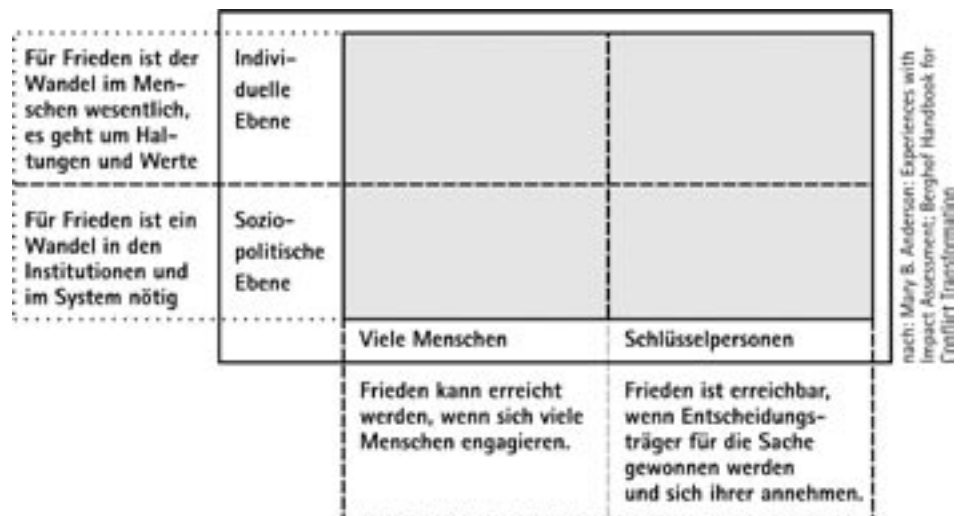 Für Frieden ist der
Wandel im Men-
schen wesentlich,
es geht um Hal-
tungen und Werte
Indivi-
duelle
Ebene
Für Frieden ist ein
Wandel in den
Institutionen und
im System nötig
Sozio-
politische
Ebene
Viele Menschen
Schlüsselpersonen
Frieden kann erreicht
werden, wenn sich viele
Menschen engagieren.
Frieden ist erreichbar,
wenn Entscheidungs-
träger für die Sache
gewonnen werden
und sich ihrer annehmen.
nach: Mary B. Anderson: Experiences with
Impact Assessment; Berghof Handbook for
Conflict Transformation